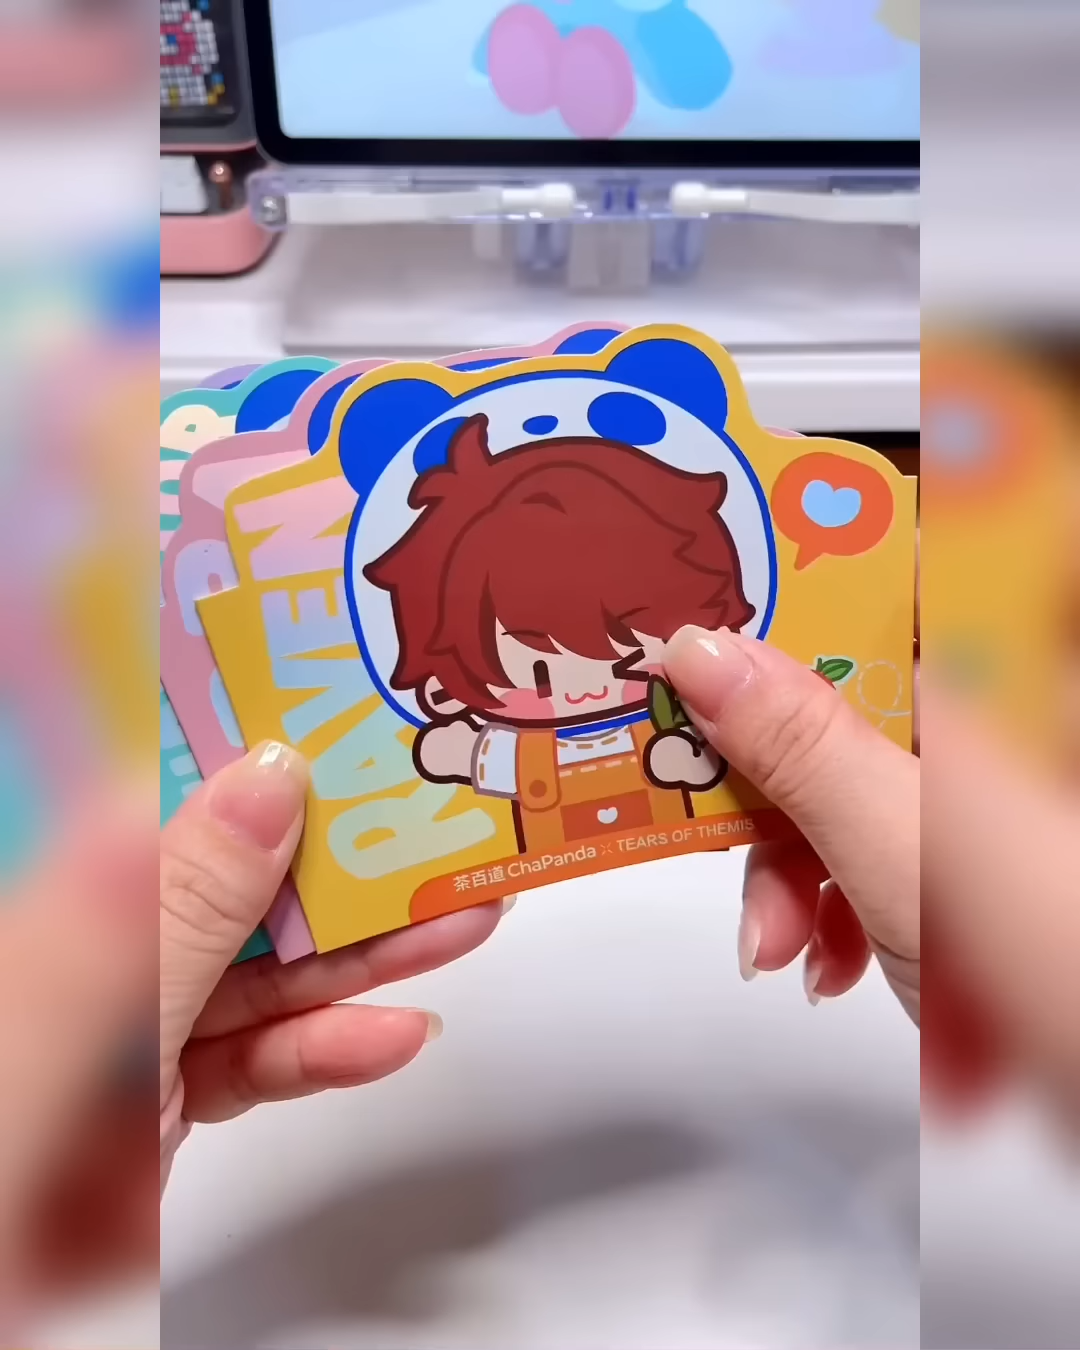 RAVEN
茶百道 ChaPanda × TEARS OF THEMIS